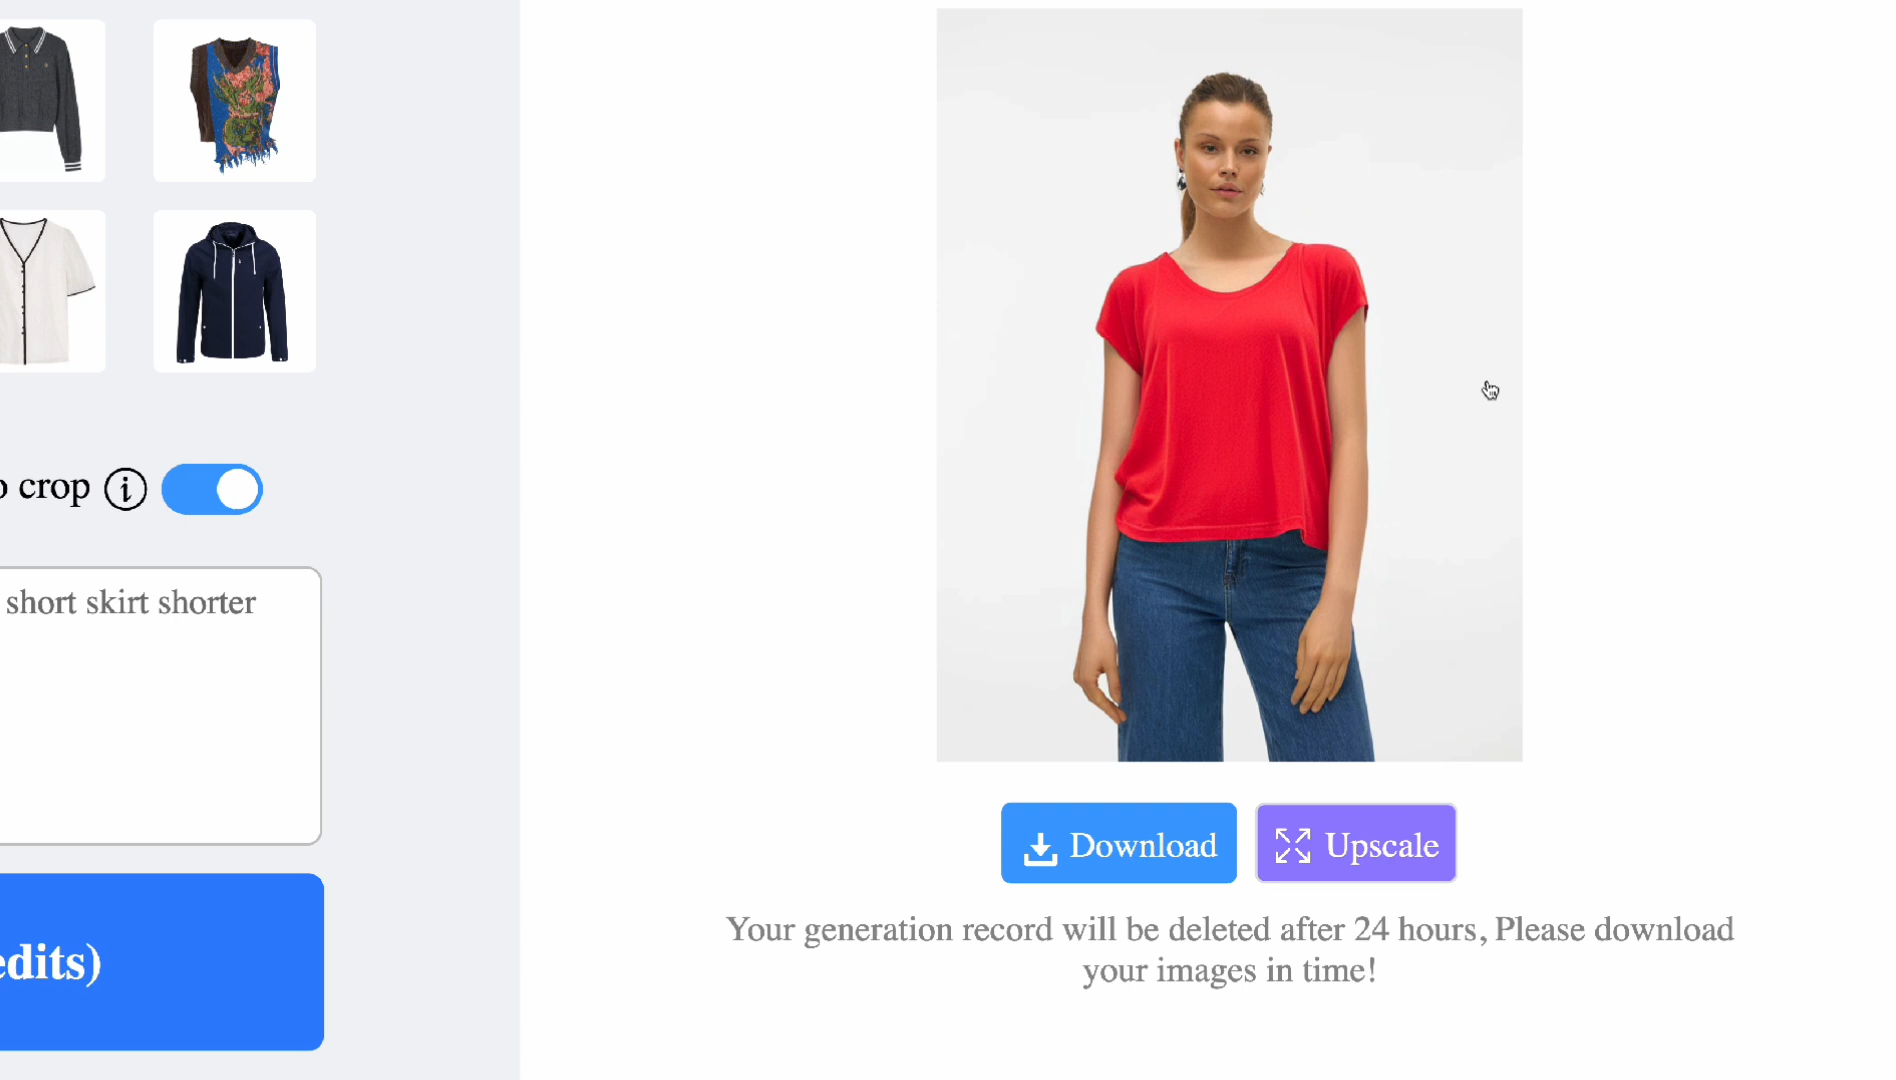 crop
short skirt shorter
edits)
Download
Upscale
Your generation record will be deleted after 24 hours, Please download
your images in time!